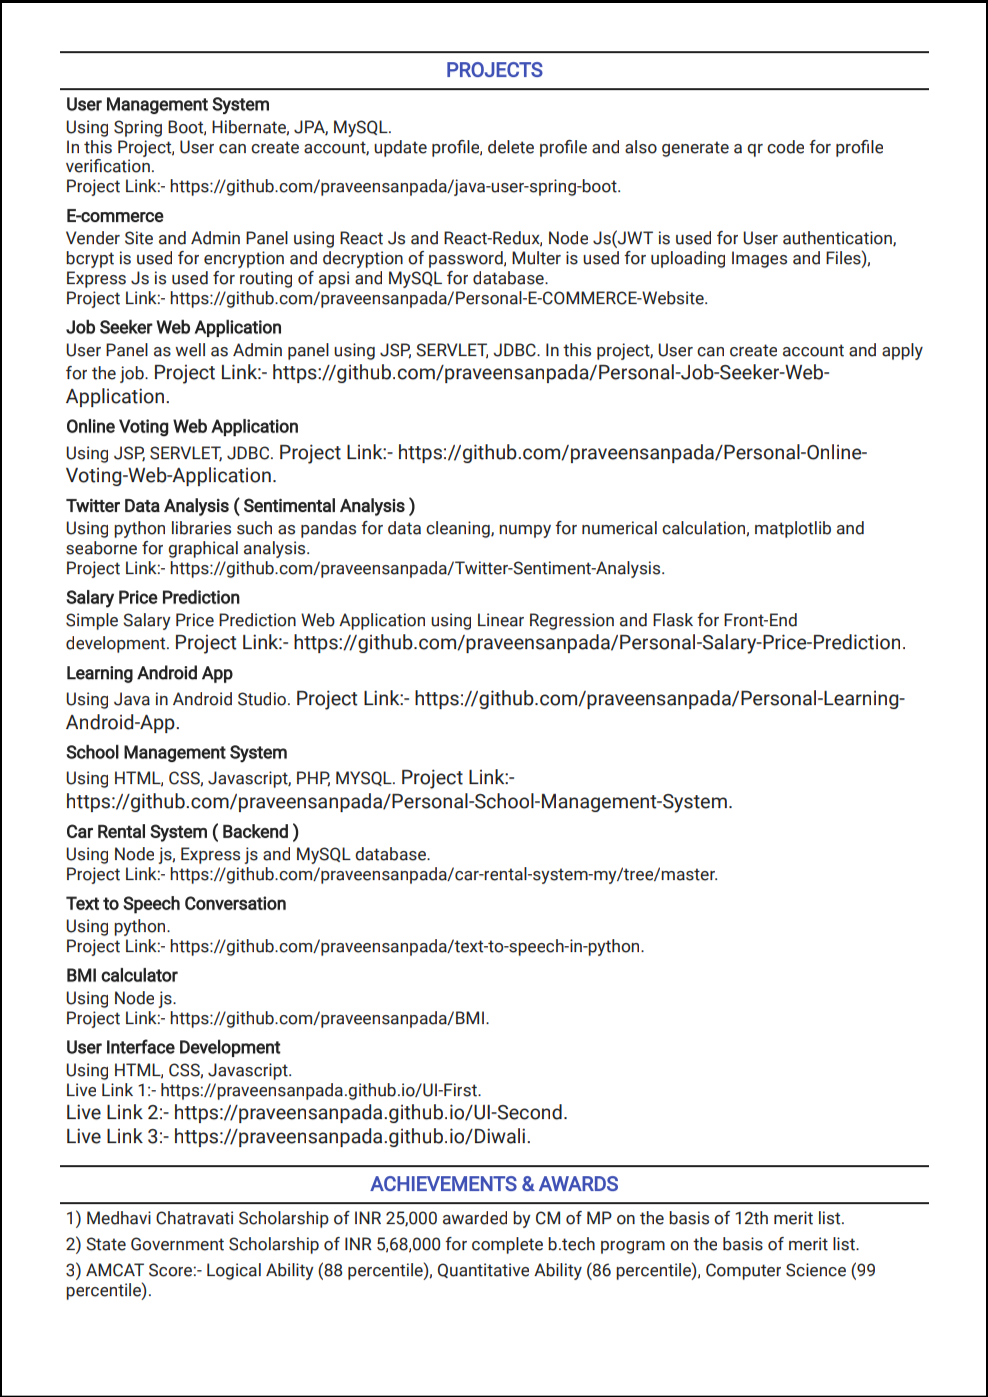 PROJECTS
User Management System
Using Spring Boot, Hibernate, JPA, MySQL.
In this Project, User can create account, update profile, delete profile and also generate a qr code for profile
verification.
Project Link:- https://github.com/praveensanpada/java-user-spring-boot.
E-commerce
Vender Site and Admin Panel using React Js and React-Redux, Node Js(JWT is used for User authentication,
bcrypt is used for encryption and decryption of password, Multer is used for uploading Images and Files),
Express Js is used for routing of apsi and MySQL for database.
Project Link:- https://github.com/praveensanpada/Personal-E-COMMERCE-Website.
Job Seeker Web Application
User Panel as well as Admin panel using JSP, SERVLET, JDBC. In this project, User can create account and apply
for the job. Project Link:- https://github.com/praveensanpada/Personal-Job-Seeker-Web-
Application.
Online Voting Web Application
Using JSP, SERVLET, JDBC. Project Link:- https://github.com/praveensanpada/Personal-Online-
Voting-Web-Application.
Twitter Data Analysis ( Sentimental Analysis )
Using python libraries such as pandas for data cleaning, numpy for numerical calculation, matplotlib and
seaborne for graphical analysis.
Project Link:- https://github.com/praveensanpada/Twitter-Sentiment-Analysis.
Salary Price Prediction
Simple Salary Price Prediction Web Application using Linear Regression and Flask for Front-End
development. Project Link:- https://github.com/praveensanpada/Personal-Salary-Price-Prediction.
Learning Android App
Using Java in Android Studio. Project Link:- https://github.com/praveensanpada/Personal-Learning-
Android-App.
School Management System
Using HTML, CSS, Javascript, PHP, MYSQL. Project Link:-
https://github.com/praveensanpada/Personal-School-Management-System.
Car Rental System ( Backend )
Using Node js, Express js and MySQL database.
Project Link:- https://github.com/praveensanpada/car-rental-system-my/tree/master.
Text to Speech Conversation
Using python.
Project Link:- https://github.com/praveensanpada/text-to-speech-in-python.
BMI calculator
Using Node js.
Project Link:- https://github.com/praveensanpada/BMI.
User Interface Development
Using HTML, CSS, Javascript.
Live Link 1:- https://praveensanpada.github.io/UI-First.
Live Link 2:- https://praveensanpada.github.io/UI-Second.
Live Link 3:- https://praveensanpada.github.io/Diwali.
ACHIEVEMENTS & AWARDS
1) Medhavi Chatravati Scholarship of INR 25,000 awarded by CM of MP on the basis of 12th merit list.
2) State Government Scholarship of INR 5,68,000 for complete b.tech program on the basis of merit list.
3) AMCAT Score:- Logical Ability (88 percentile), Quantitative Ability (86 percentile), Computer Science (99
percentile).